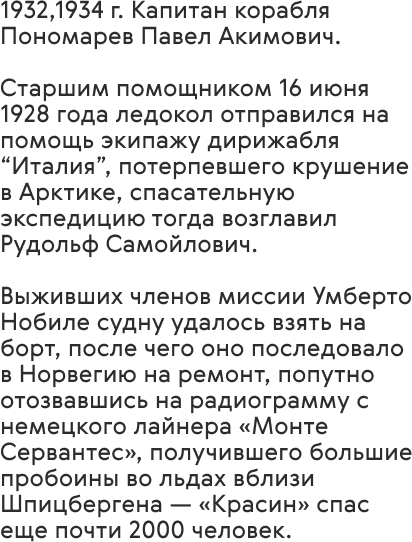 1932,1934 г. Капитан корабля
Пономарев Павел Акимович.
Старшим помощником 16 июня
1928 года ледокол отправился на
помощь экипажу дирижабля
“Италия”, потерпевшего крушение
в Арктике, спасательную
экспедицию тогда возглавил
Рудольф Самойлович.
Выживших членов миссии Умберто
Нобиле судну удалось взять на
борт, после чего оно последовало
в Норвегию на ремонт, попутно
отозвавшись на радиограмму с
немецкого лайнера «Монте
Сервантес», получившего большие
пробоины во льдах вблизи
Шпицбергена — «Красин» спас
еще почти 2000 человек.